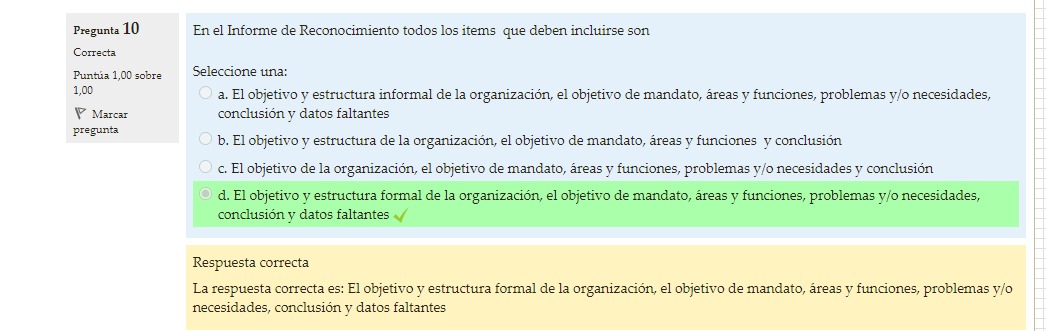 Pregunta 10
Correcta
Puntúa 1,00 sobre
1,00
Marcar
pregunta
En el Informe de Reconocimiento todos los items que deben incluirse son
Seleccione una:
a. El objetivo y estructura informal de la organización, el objetivo de mandato, áreas y funciones, problemas y/o necesidades,
conclusión y datos faltantes
b. El objetivo y estructura de la organización, el objetivo de mandato, áreas y funciones y conclusión
c. El objetivo de la organización, el objetivo de mandato, áreas y funciones, problemas y/o necesidades y conclusión
d. El objetivo y estructura formal de la organización, el objetivo de mandato, áreas y funciones, problemas y/o necesidades,
conclusión y datos faltantes
Respuesta correcta
La respuesta correcta es: El objetivo y estructura formal de la organización, el objetivo de mandato, áreas y funciones, problemas y/o
necesidades, conclusión y datos faltantes